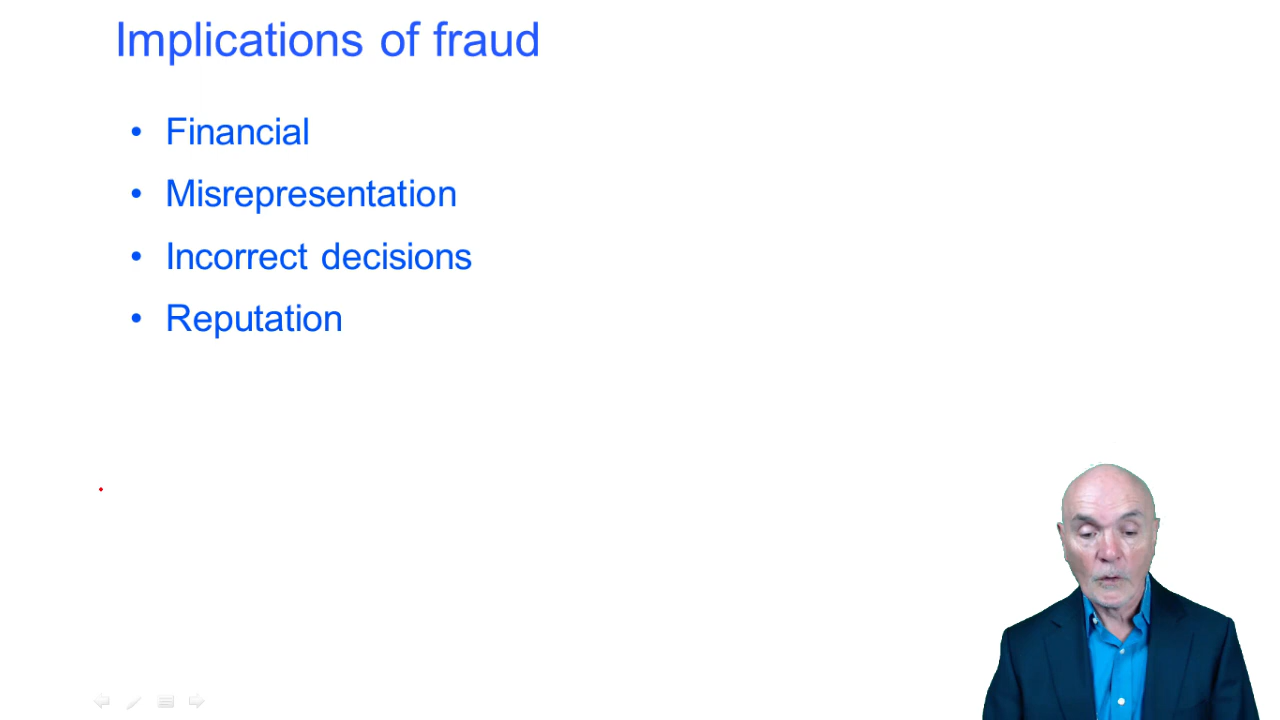 Implications of fraud
• Financial
• Misrepresentation
• Incorrect decisions
• Reputation